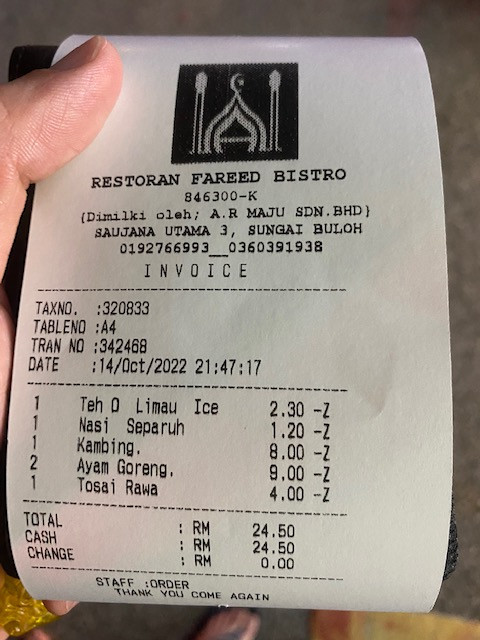 RESTORAN FAREED BISTRO
846300-K
(Dimilki oleh; A.R MAJU SDN.BHD)
SAUJANA UTAMA 3, SUNGAI BULOH
0192766993__0360391938
INVOICE
TAXNO. :320833
TABLENO :A4
TRAN NO :342468
DATE :14/Oct/2022 21:47:17
1 Teh O Limau Ice 2.30 -Z
1 Nasi Separuh 1.20 -Z
1 Kambing. 8.00 -Z
2 Ayam Goreng. 9.00 -Z
1 Tosai Rawa 4.00 -Z
TOTAL : RM 24.50
CASH : RM 24.50
CHANGE : RM 0.00
STAFF :ORDER
THANK YOU COME AGAIN